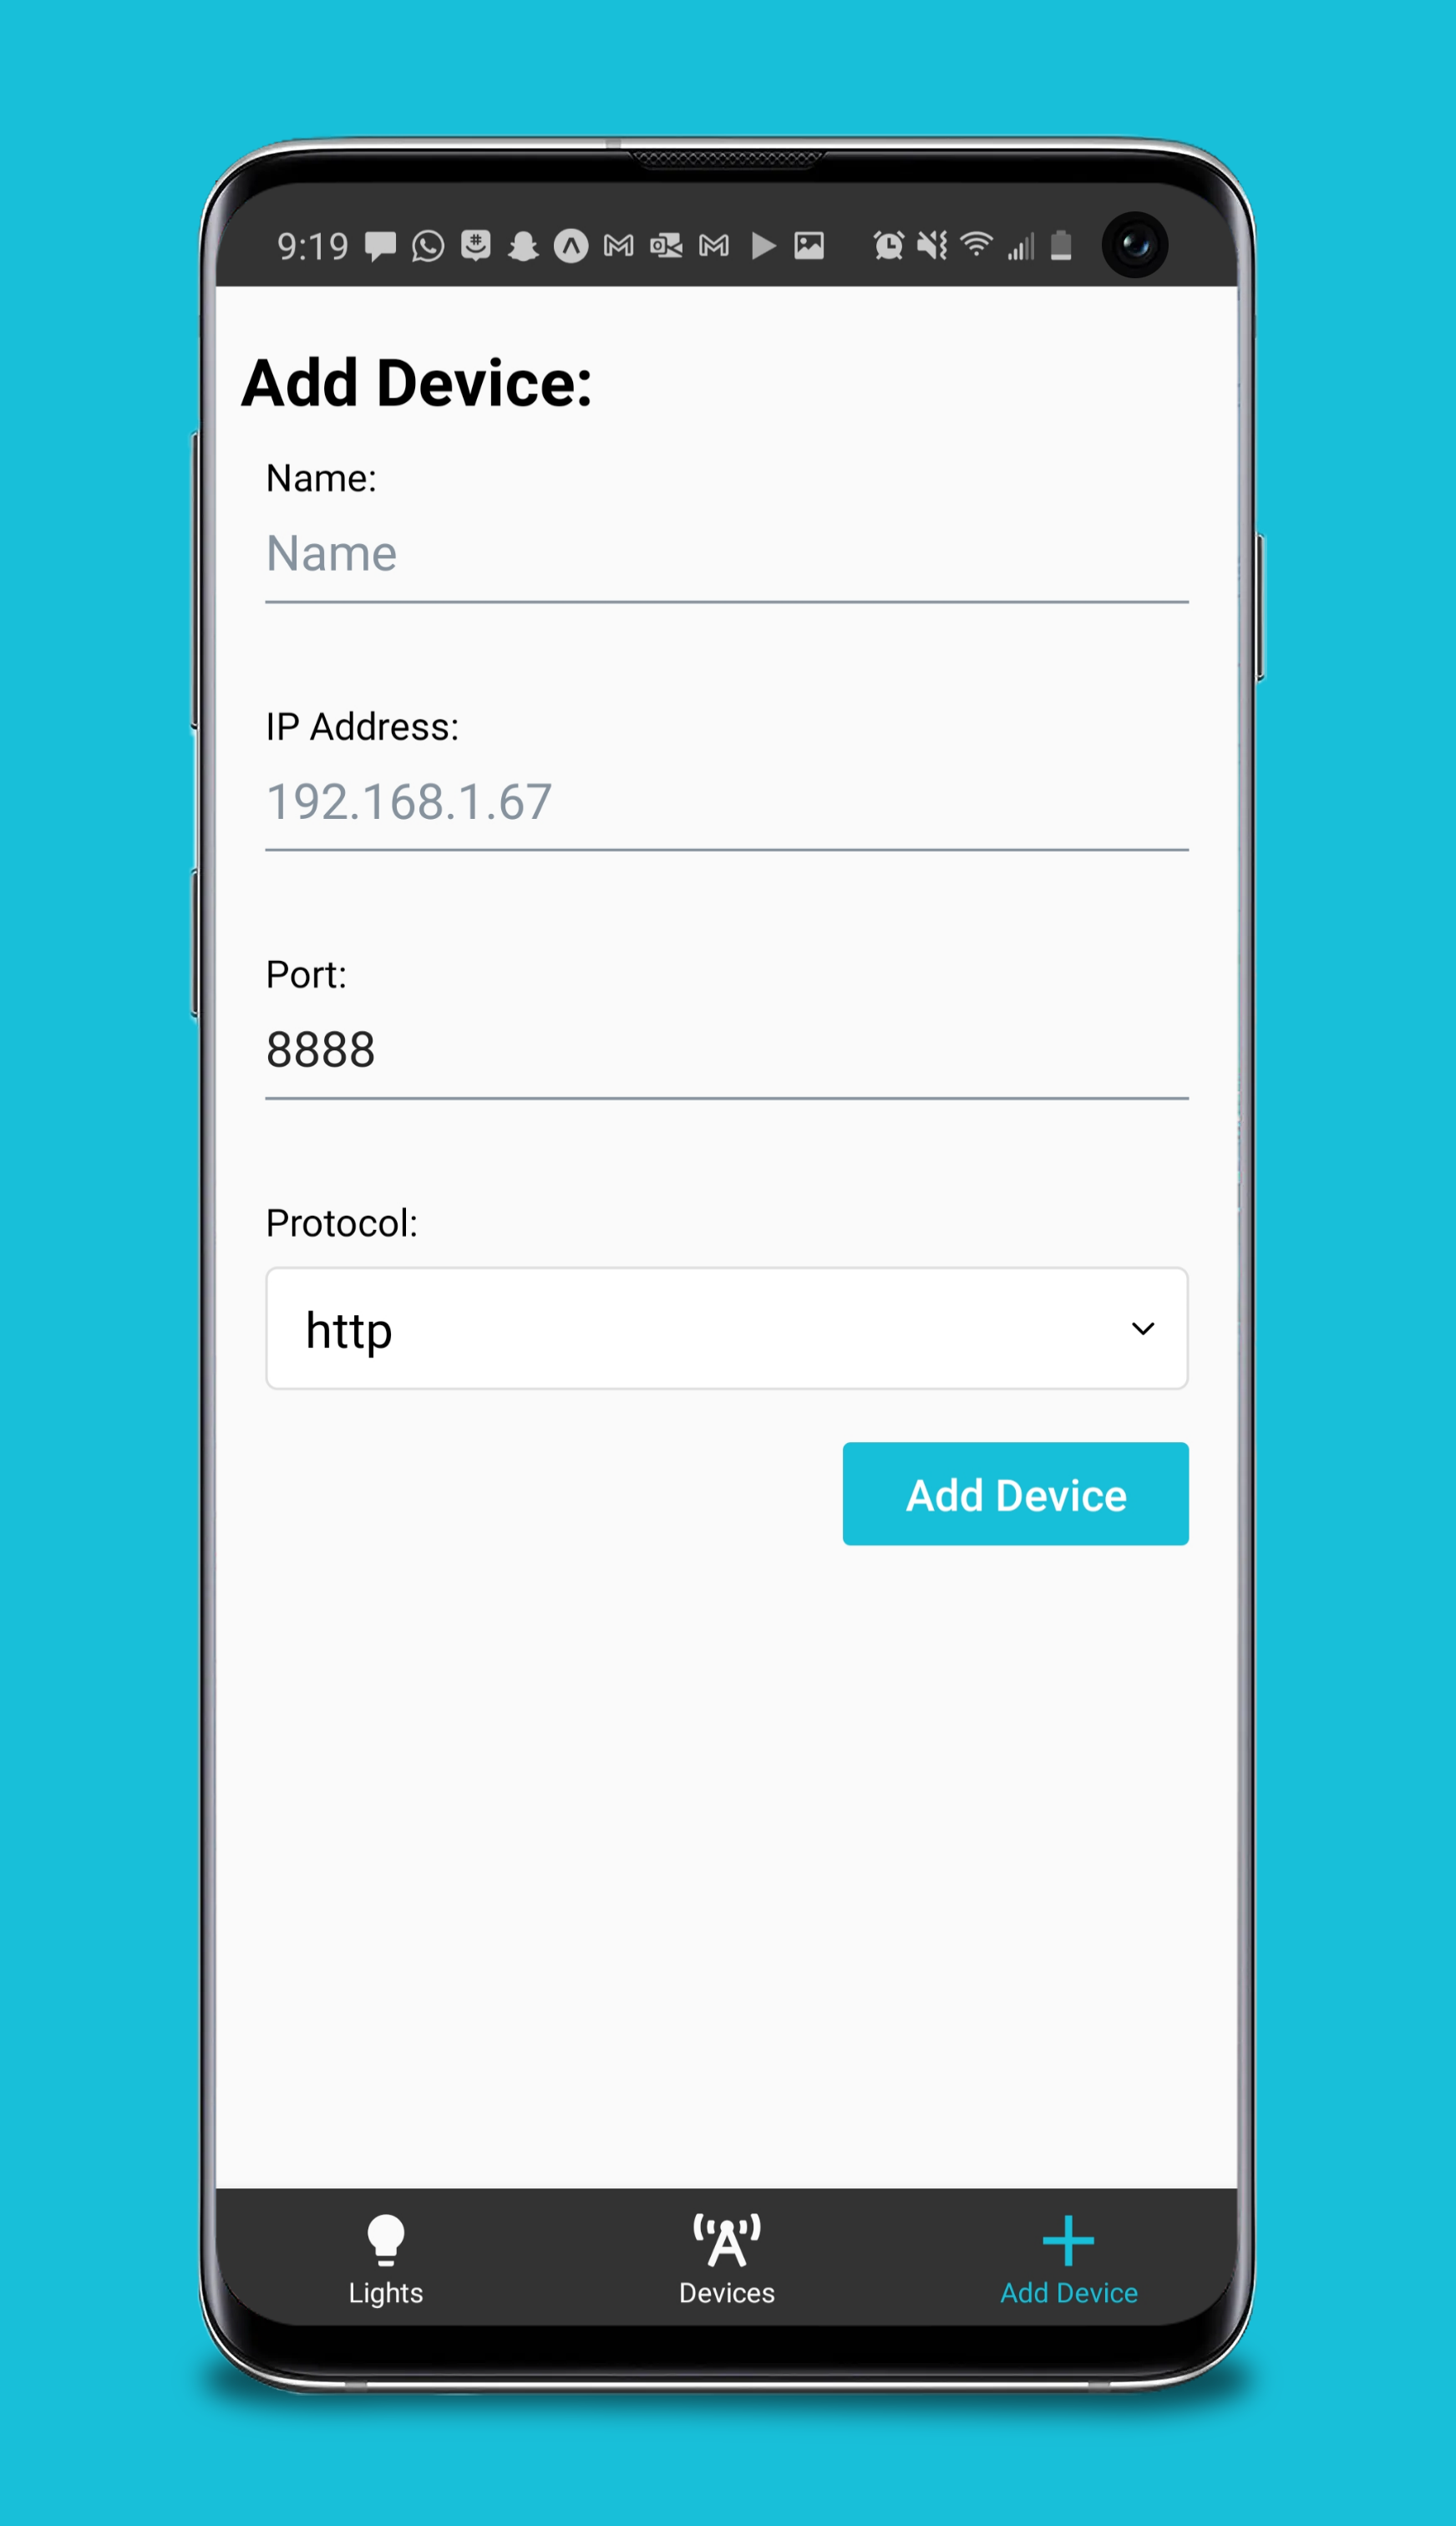 9:19
Add Device:
Name:
Name
IP Address:
192.168.1.67
Port:
8888
Protocol:
http
Add Device
Lights
Devices
Add Device